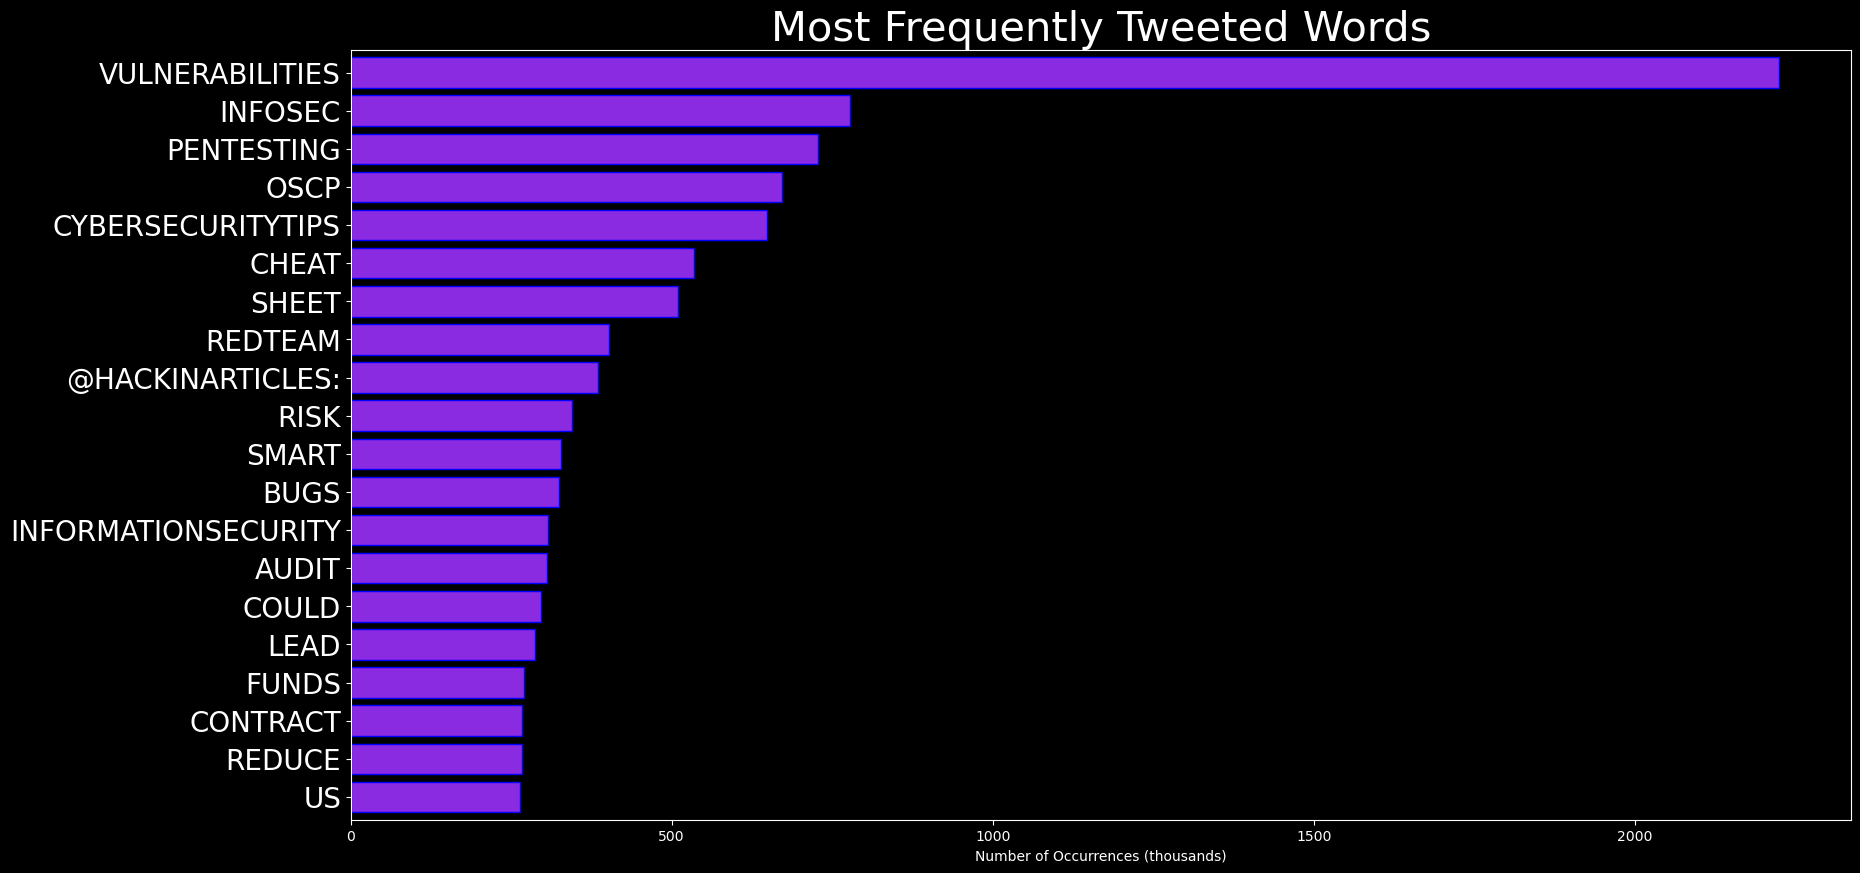 Most Frequently Tweeted Words
VULNERABILITIES
INFOSEC
PENTESTING
OSCP
CYBERSECURITYTIPS
CHEAT
SHEET
REDTEAM
@HACKINARTICLES:
RISK
SMART
BUGS
INFORMATIONSECURITY
AUDIT
COULD
LEAD
FUNDS
CONTRACT
REDUCE
US
0 500 1000 1500 2000
Number of Occurrences (thousands)